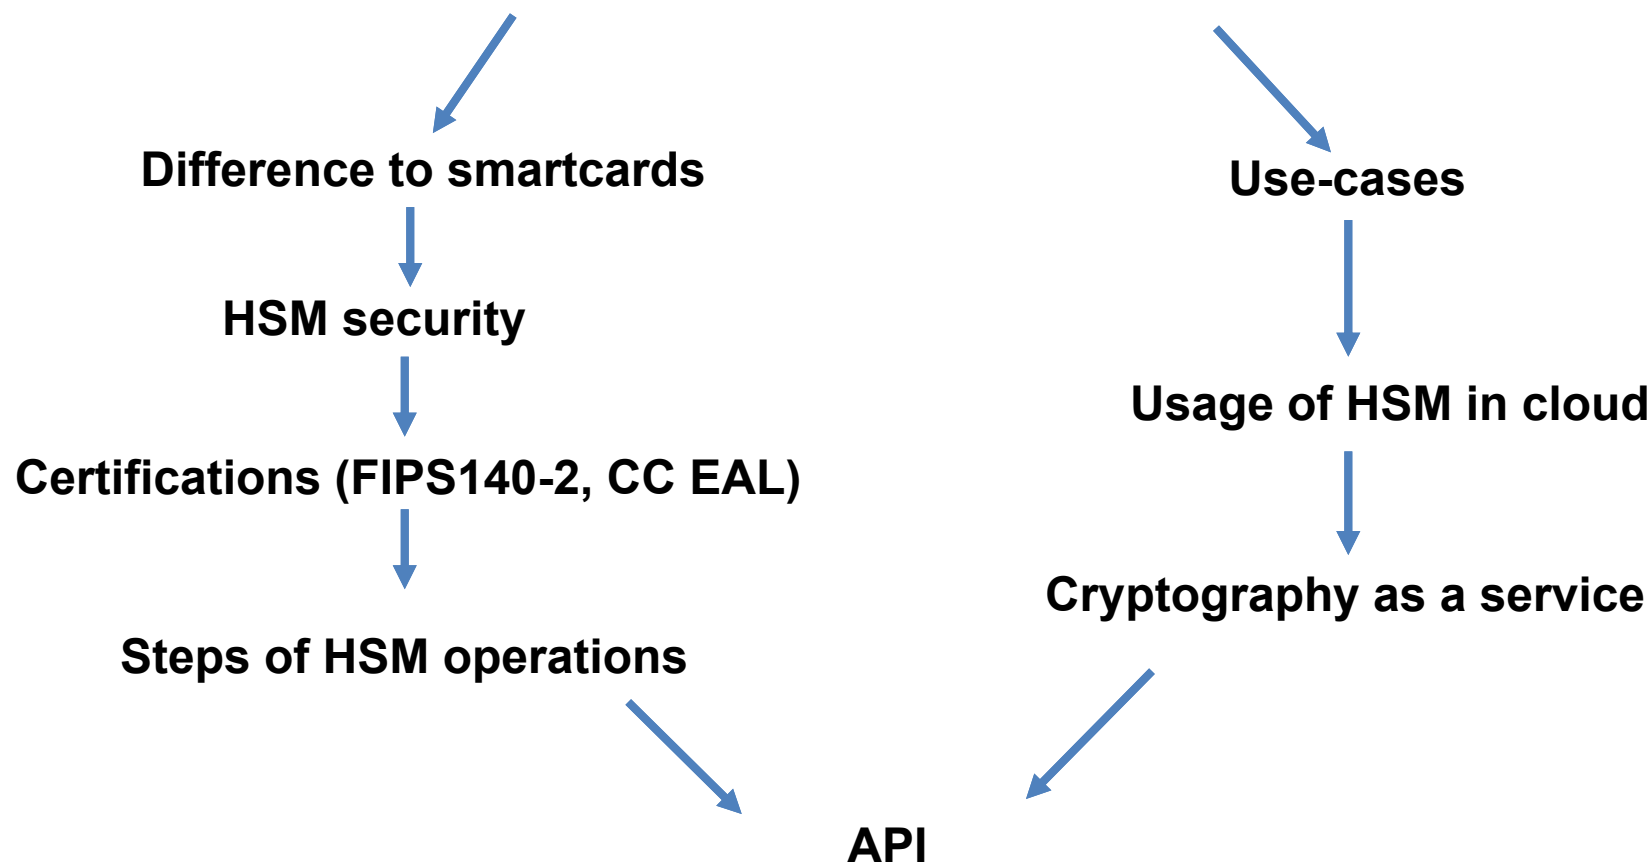 Difference to smartcards
HSM security
Certifications (FIPS140-2, CC EAL)
Steps of HSM operations
Use-cases
Usage of HSM in cloud
Cryptography as a service
API